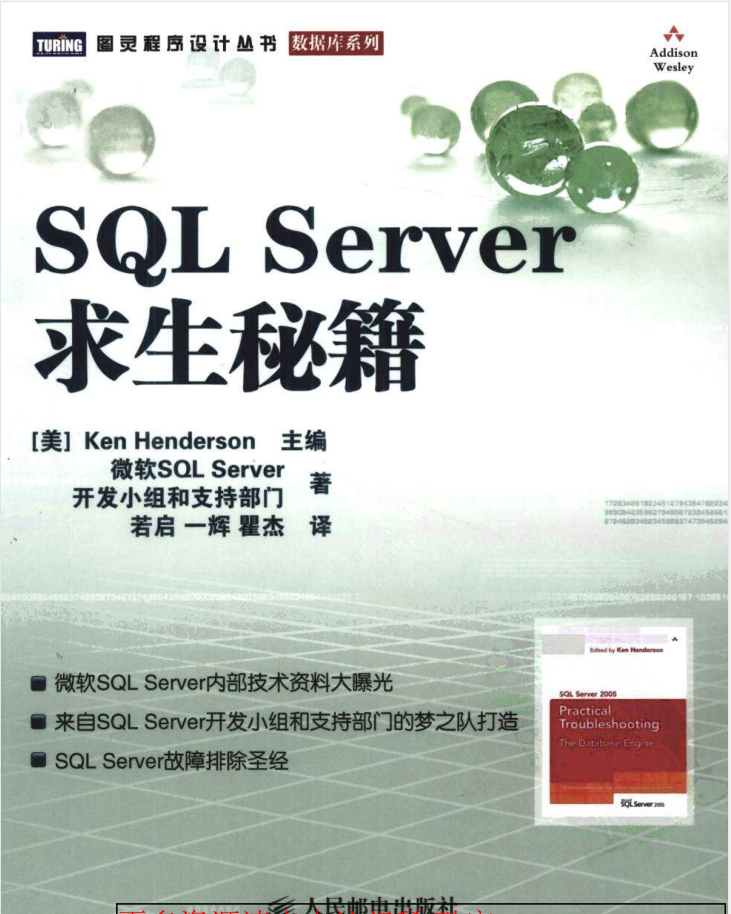 TURING 图灵程序设计丛书 数据库系列
Addison
Wesley
SQL Server
求生秘籍
[美] Ken Henderson 主编
微软SQL Server
开发小组和支持部门 著
若启 一辉 瞿杰 译
微软SQL Server内部技术资料大曝光
来自SQL Server开发小组和支持部门的梦之队打造
SQL Server故障排除圣经
Edited by Ken Henderson
SQL Server 2005
Practical
Troubleshooting
The Database Engine
SQL Server 2005
人民邮电出版社